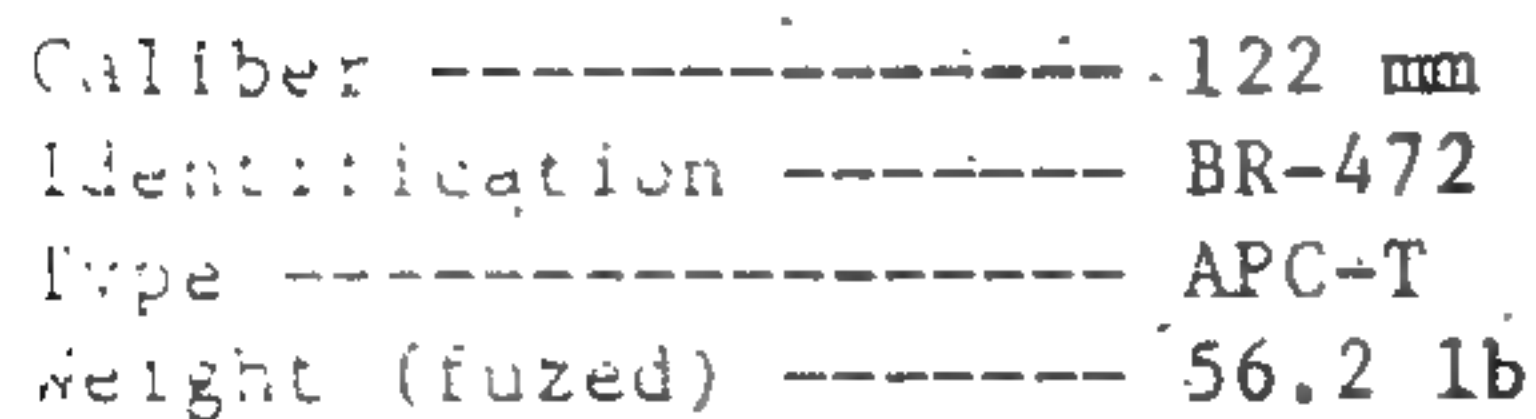 Caliber -------------- 122 mm
Identification ------- BR-472
Type ----------------- APC-T
Weight (fuzed) ------- 56.2 lb